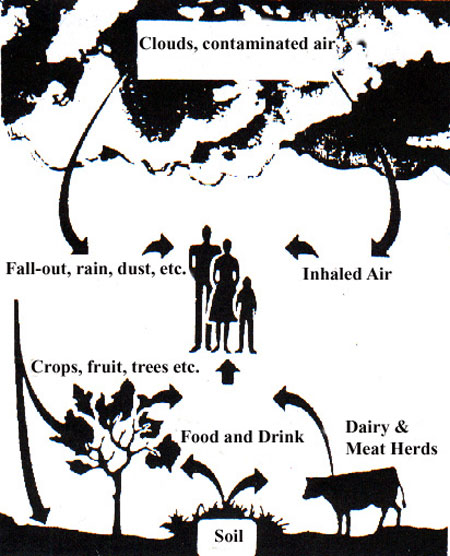 Clouds, contaminated air
Fall-out, rain, dust, etc.
Inhaled Air
Crops, fruit, trees etc.
Food and Drink
Dairy &
Meat Herds
Soil